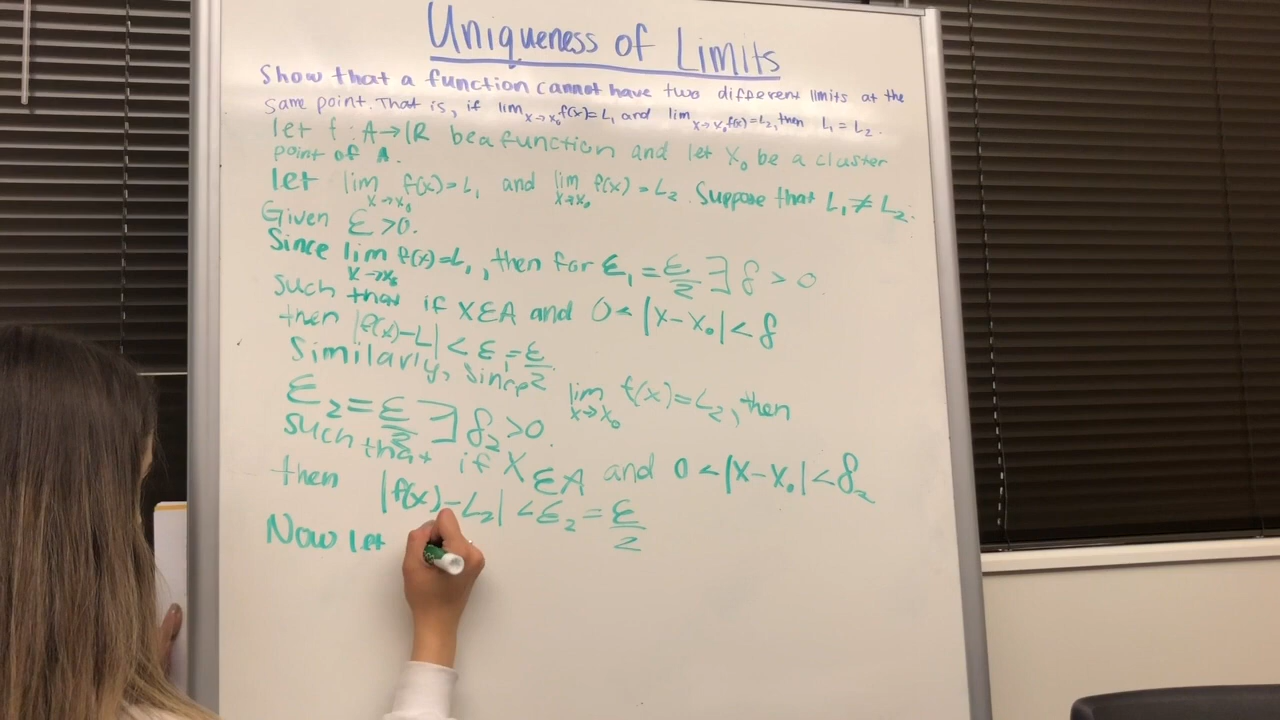 Uniqueness of Limits
Show that a function cannot have two different limits at the
same point. That is, if lim x→x₀ f(x)=L₁ and lim x→x₀ f(x)=L₂, then L₁ = L₂.
let f : A→ℝ be a function and let X₀ be a cluster
point of A.
let lim x→x₀ f(x)=L₁ and lim x→x₀ f(x)=L₂. Suppose that L₁≠L₂.
Given ε>0.
Since lim x→x₀ f(x)=L₁, then for ε₁=ε/2 ∃ δ>0
such that if X∈A and 0<|X-X₀|<δ
then |f(x)-L|<ε₁=ε/2
Similarly, since lim x→x₀ f(x)=L₂, then
ε₂=ε/2 ∃ δ₂>0.
such that if X∈A and 0<|X-X₀|<δ₂
then |f(x)-L₂|<ε₂=ε/2
Now let